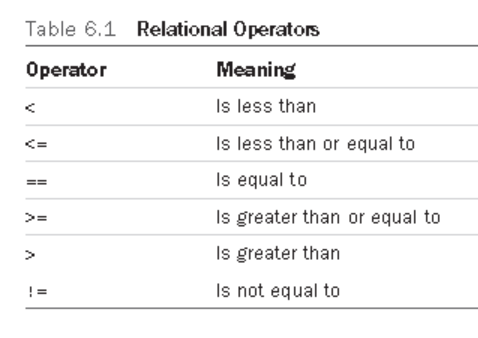 Table 6.1 Relational Operators
Operator Meaning
< Is less than
<= Is less than or equal to
== Is equal to
>= Is greater than or equal to
> Is greater than
!= Is not equal to